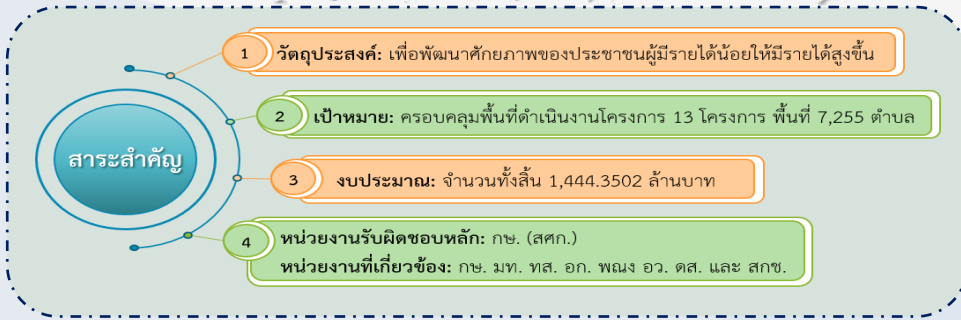 สาระสำคัญ
1
วัตถุประสงค์: เพื่อพัฒนาศักยภาพของประชาชนผู้มีรายได้น้อยให้มีรายได้สูงขึ้น
2
เป้าหมาย: ครอบคลุมพื้นที่ดำเนินงานโครงการ 13 โครงการ พื้นที่ 7,255 ตำบล
3
งบประมาณ: จำนวนทั้งสิ้น 1,444.3502 ล้านบาท
4
หน่วยงานรับผิดชอบหลัก: กษ. (สศก.)
หน่วยงานที่เกี่ยวข้อง: กษ. มท. ทส. อก. พณง อว. ดส. และ สกช.